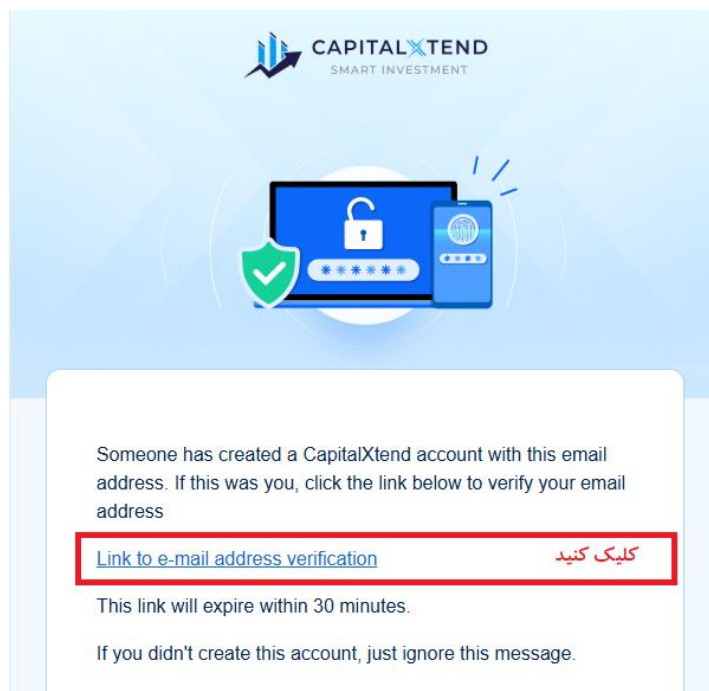 CAPITALXTEND
SMART INVESTMENT
******
****
Someone has created a CapitalXtend account with this email
address. If this was you, click the link below to verify your email
address
Link to e-mail address verification کلیک کنید
This link will expire within 30 minutes.
If you didn't create this account, just ignore this message.